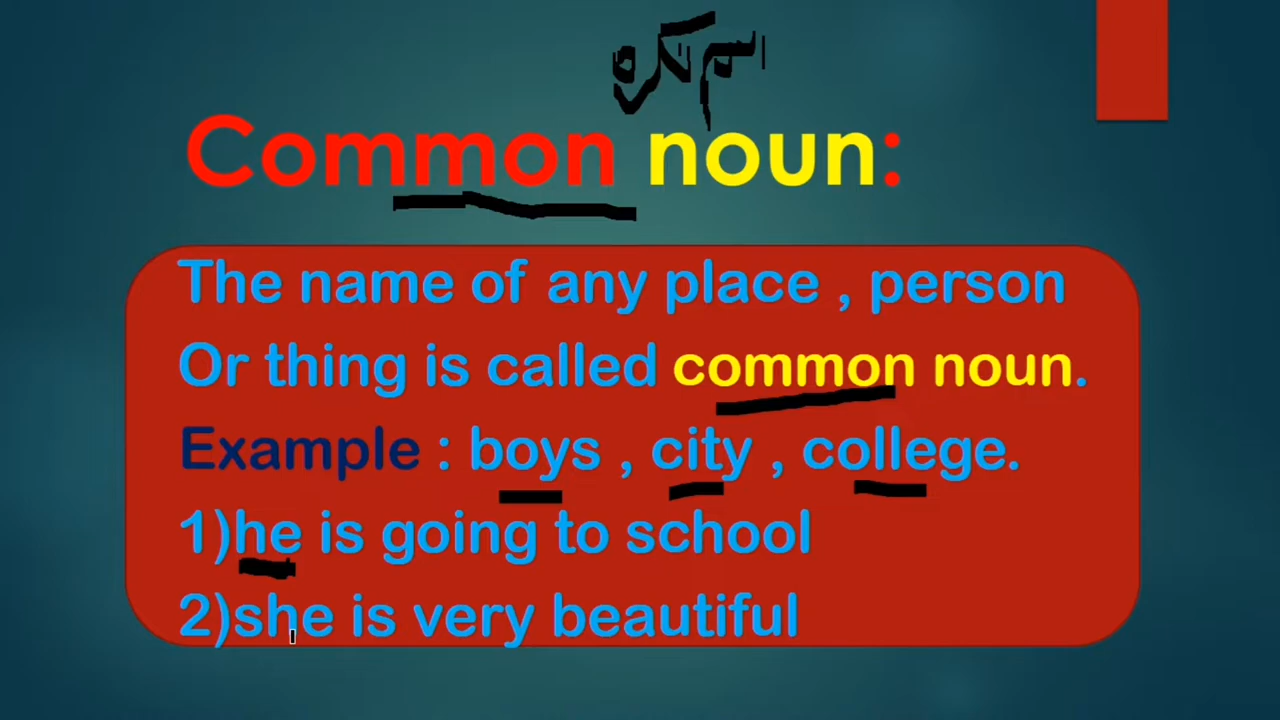 اسم نکرہ
Common noun:
The name of any place , person
Or thing is called common noun.
Example : boys , city , college.
1)he is going to school
2)she is very beautiful